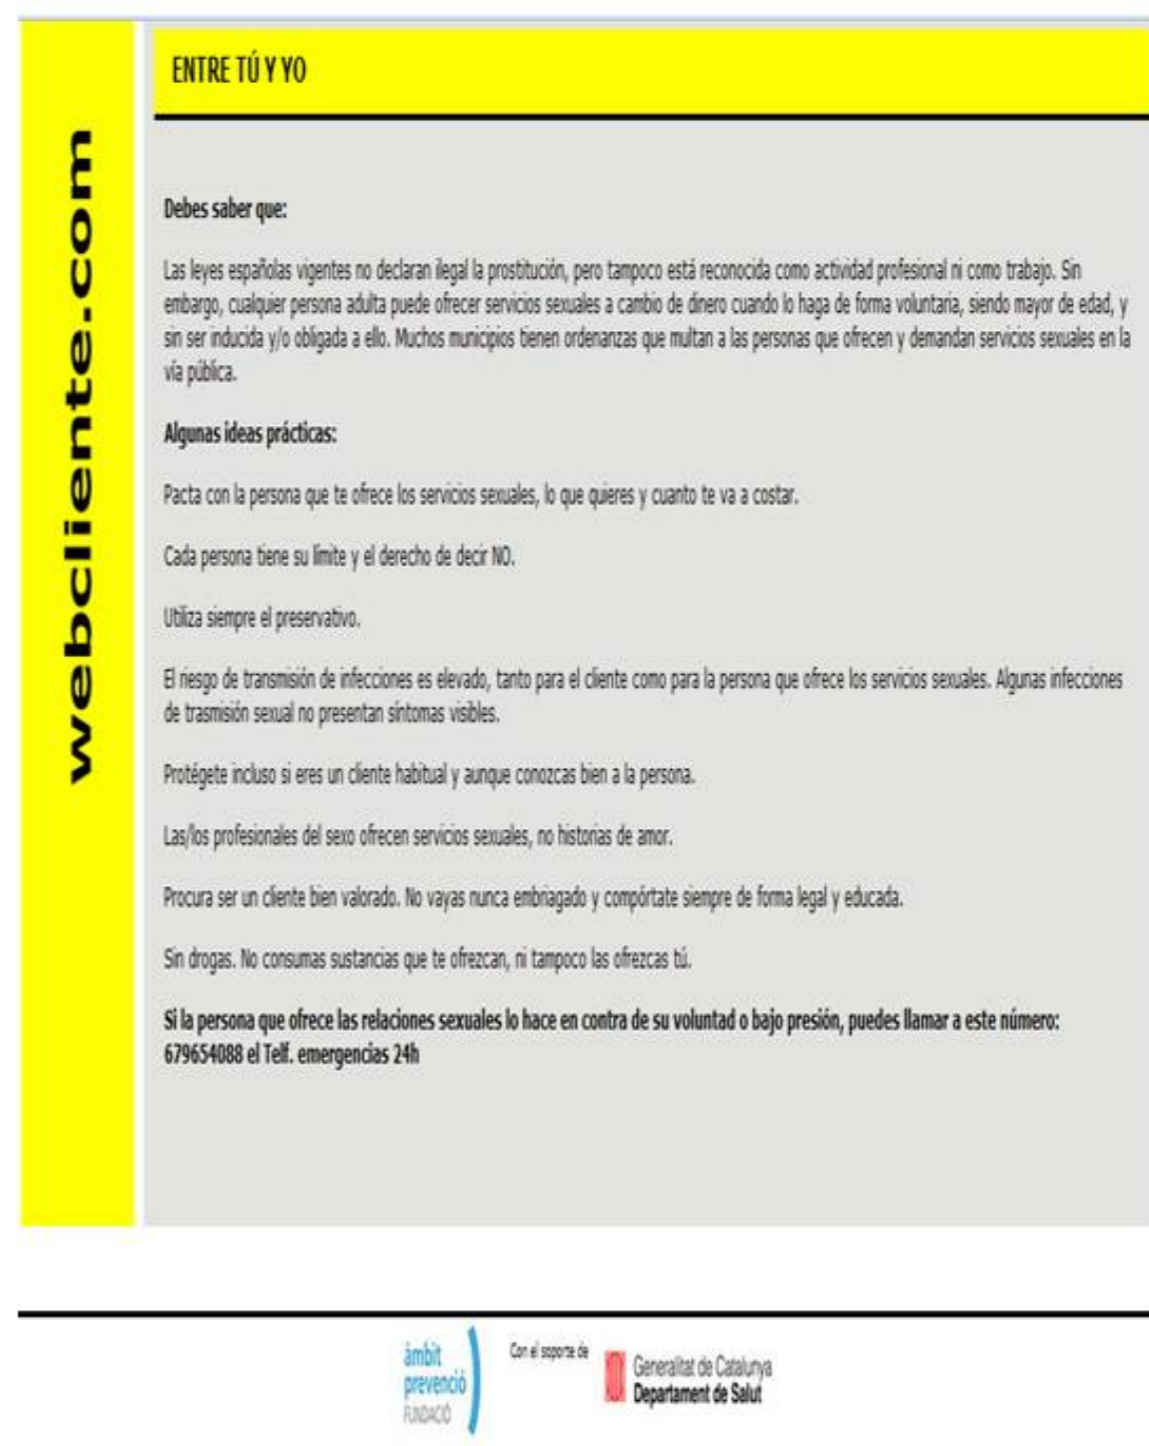 webcliente.com
ENTRE TÚ Y YO
Debes saber que:
Las leyes españolas vigentes no declaran ilegal la prostitución, pero tampoco está reconocida como actividad profesional ni como trabajo. Sin
embargo, cualquier persona adulta puede ofrecer servicios sexuales a cambio de dinero cuando lo haga de forma voluntaria, siendo mayor de edad, y
sin ser inducida y/o obligada a ello. Muchos municipios tienen ordenanzas que multan a las personas que ofrecen y demandan servicios sexuales en la
vía pública.
Algunas ideas prácticas:
Pacta con la persona que te ofrece los servicios sexuales, lo que quieres y cuanto te va a costar.
Cada persona tiene su límite y el derecho de decir NO.
Utiliza siempre el preservativo.
El riesgo de transmisión de infecciones es elevado, tanto para el cliente como para la persona que ofrece los servicios sexuales. Algunas infecciones
de trasmisión sexual no presentan síntomas visibles.
Protégete incluso si eres un cliente habitual y aunque conozcas bien a la persona.
Las/los profesionales del sexo ofrecen servicios sexuales, no historias de amor.
Procura ser un cliente bien valorado. No vayas nunca embriagado y compórtate siempre de forma legal y educada.
Sin drogas. No consumas sustancias que te ofrezcan, ni tampoco las ofrezcas tú.
Si la persona que ofrece las relaciones sexuales lo hace en contra de su voluntad o bajo presión, puedes llamar a este número:
679654088 el Telf. emergencias 24h
àmbit
prevenció
FUNDACIÓ
Con el soporte de
Generalitat de Catalunya
Departament de Salut